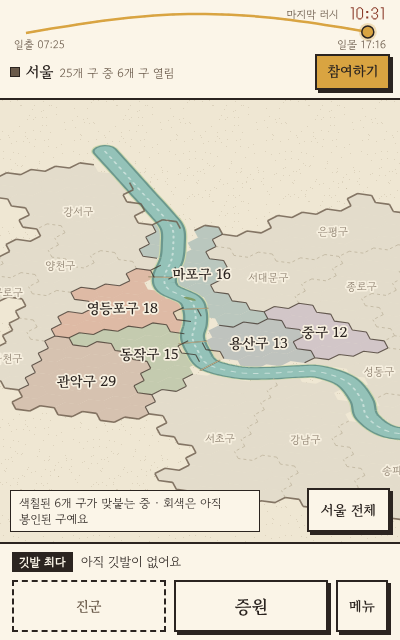 마지막 러시 10:31
일출 07:25
일몰 17:16
서울 25개 구 중 6개 구 열림
참여하기
강서구
은평구
양천구
마포구 16
서대문구
종로구
구로구
영등포구 18
중구 12
용산구 13
동작구 15
천구
관악구 29
성동구
서초구
강남구
송파
색칠된 6개 구가 맞붙는 중 · 회색은 아직
봉인된 구예요
서울 전체
깃발 최다 아직 깃발이 없어요
진군
증원
메뉴